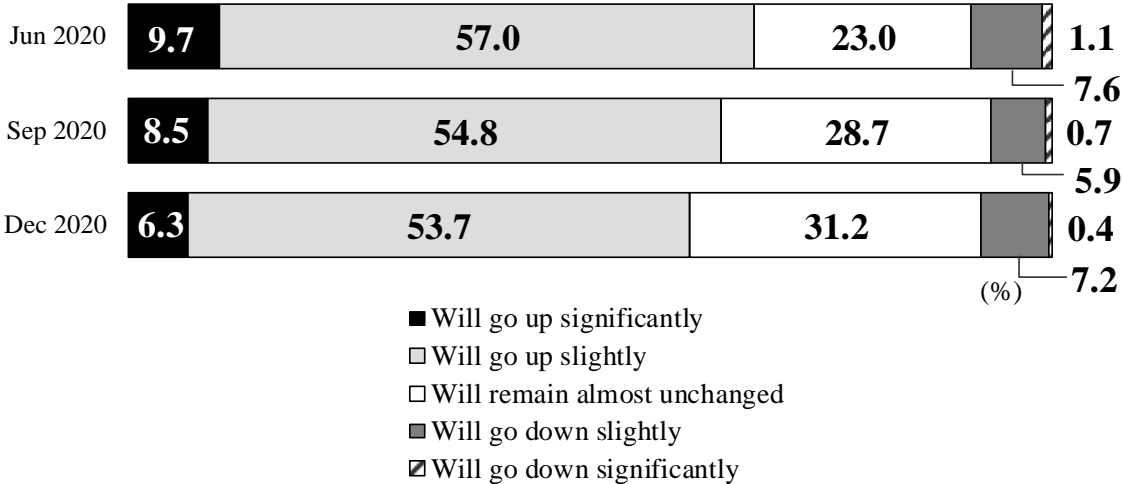 Jun 2020 9.7 57.0 23.0 1.1
7.6
Sep 2020 8.5 54.8 28.7 0.7
5.9
Dec 2020 6.3 53.7 31.2 0.4
7.2
(%)
Will go up significantly
Will go up slightly
Will remain almost unchanged
Will go down slightly
Will go down significantly